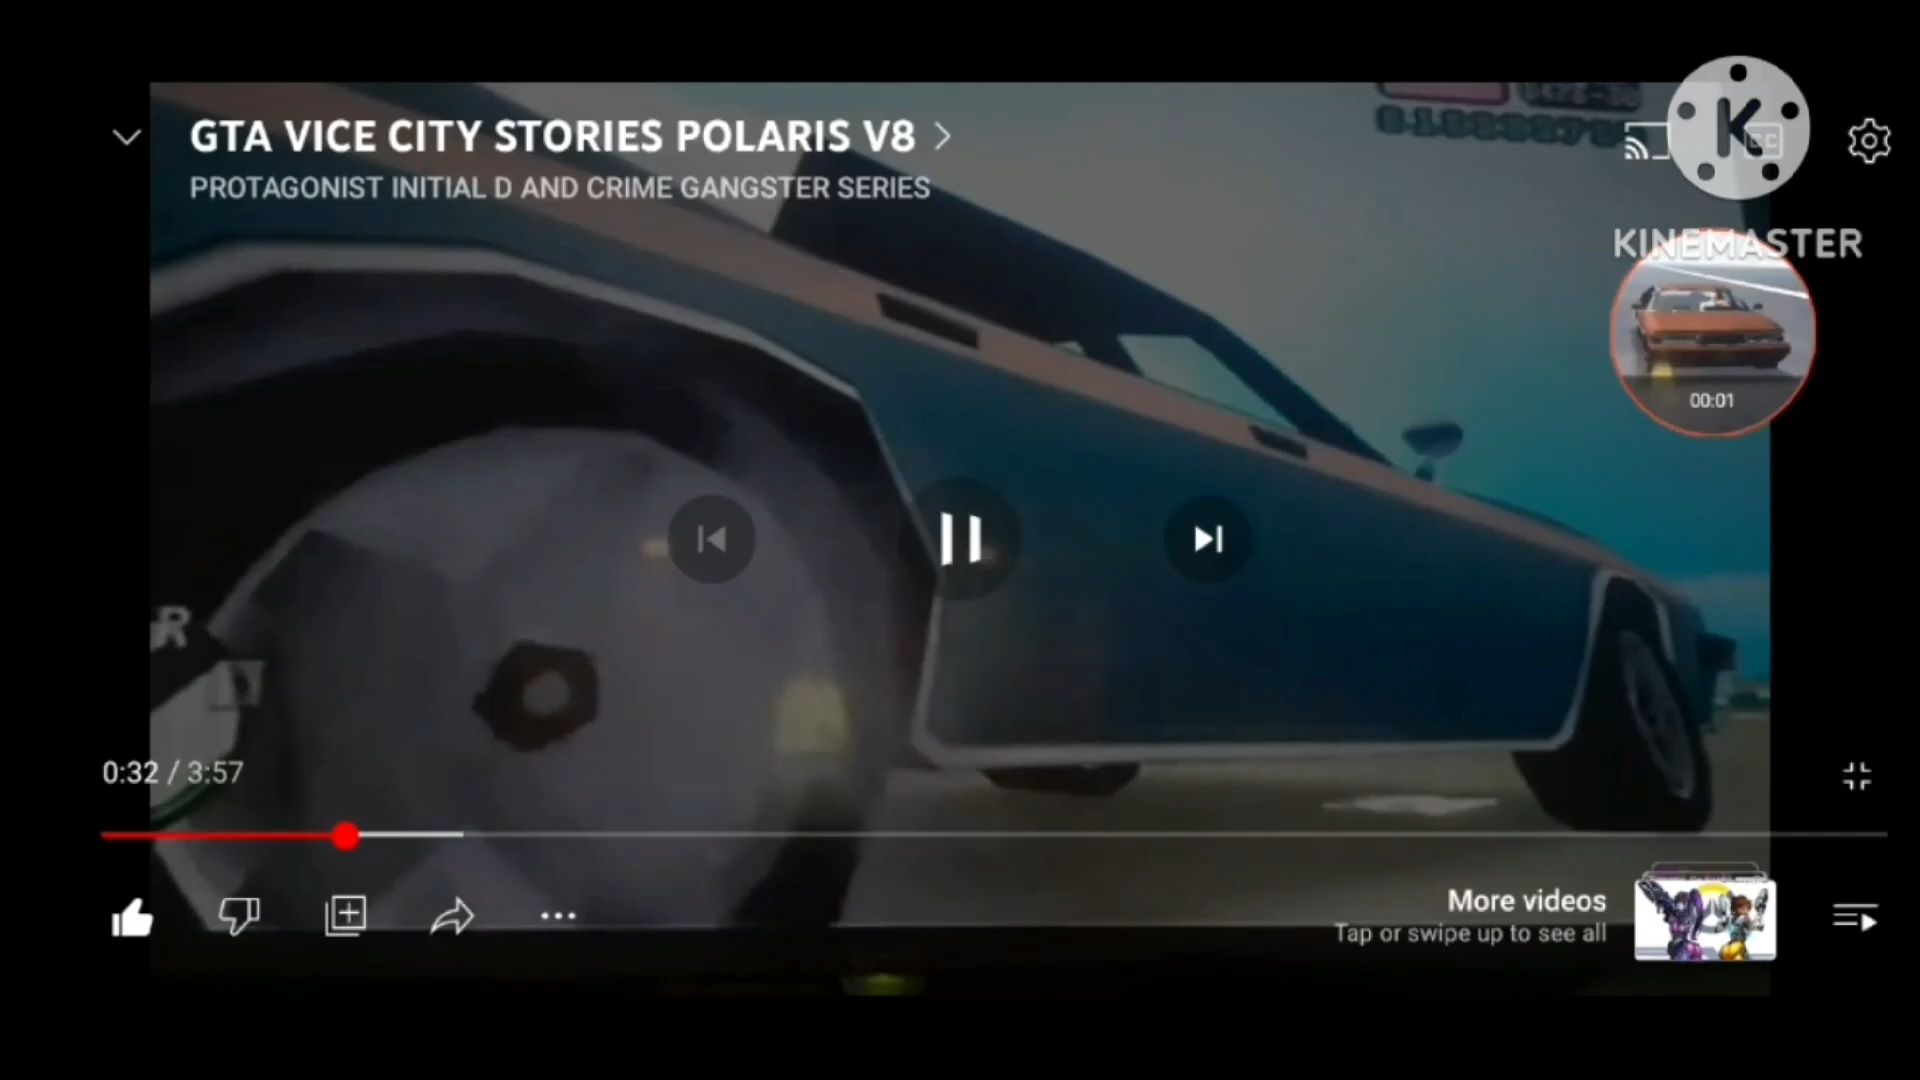 GTA VICE CITY STORIES POLARIS V8
PROTAGONIST INITIAL D AND CRIME GANGSTER SERIES
K
CC
KINEMASTER
00:01
R
0:32 / 3:57
More videos
Tap or swipe up to see all